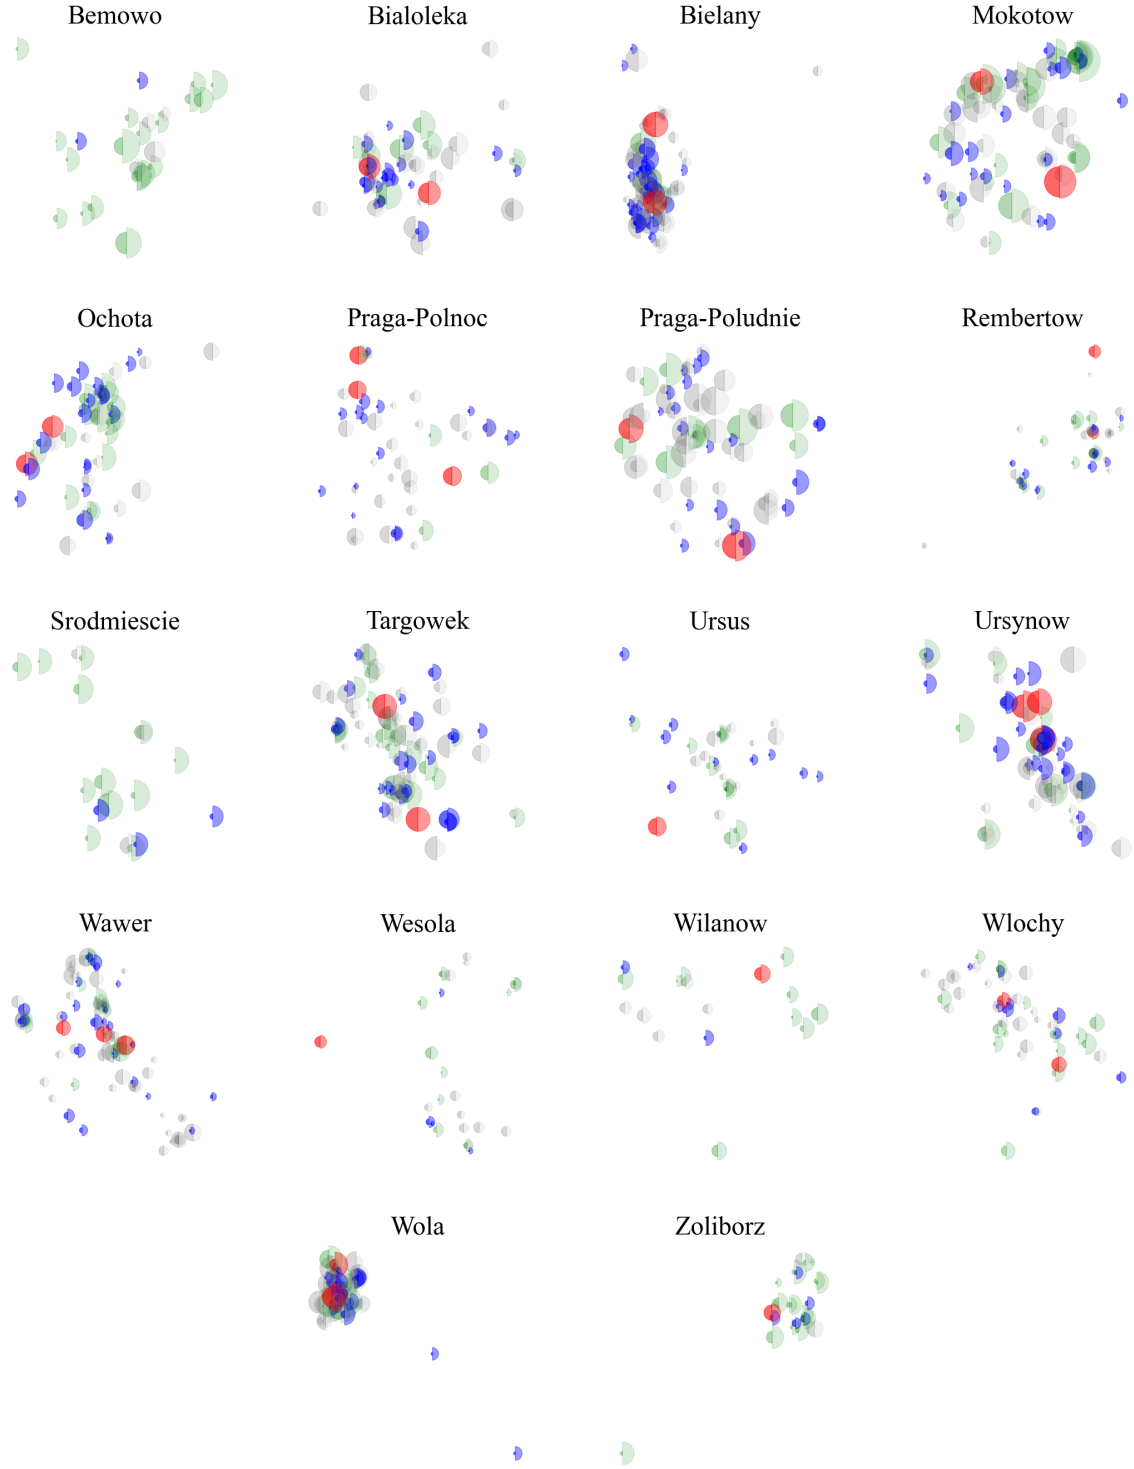 Bemowo
Bialoleka
Bielany
Mokotow
Ochota
Praga-Polnoc
Praga-Poludnie
Rembertow
Srodmiescie
Targowek
Ursus
Ursynow
Wawer
Wesola
Wilanow
Wlochy
Wola
Zoliborz